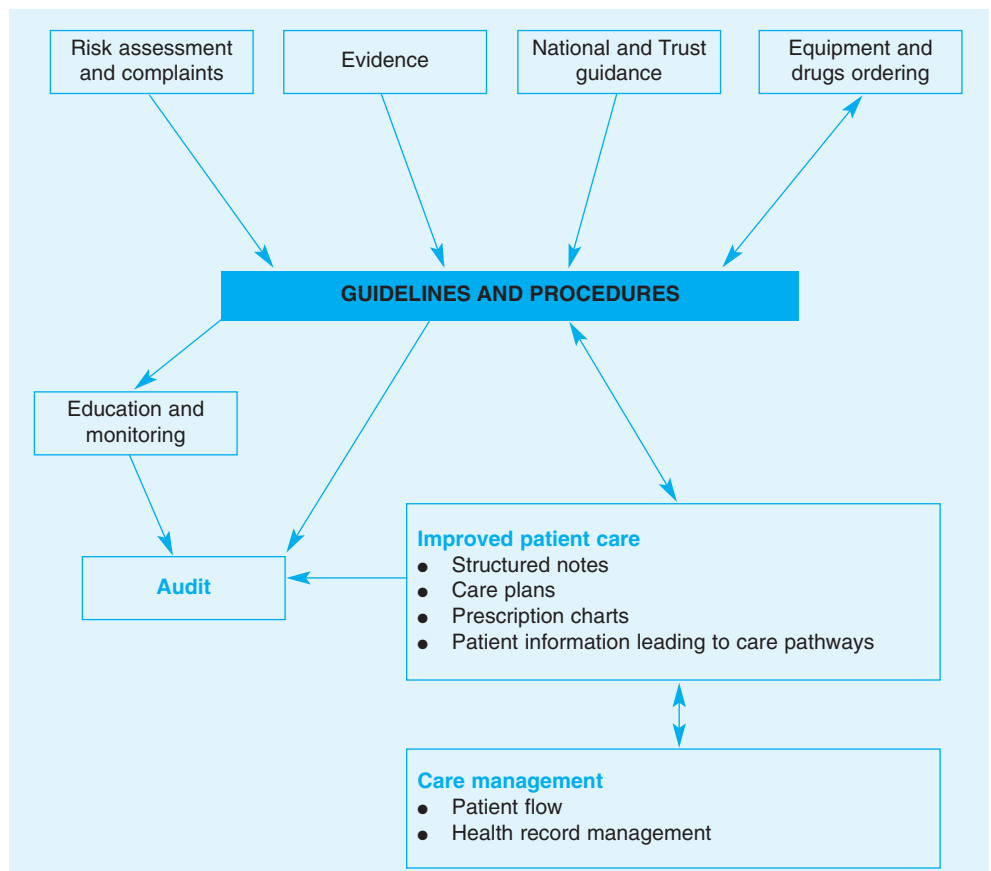 Risk assessment
and complaints
Evidence
National and Trust
guidance
Equipment and
drugs ordering
GUIDELINES AND PROCEDURES
Education and
monitoring
Audit
Improved patient care
● Structured notes
● Care plans
● Prescription charts
● Patient information leading to care pathways
Care management
● Patient flow
● Health record management